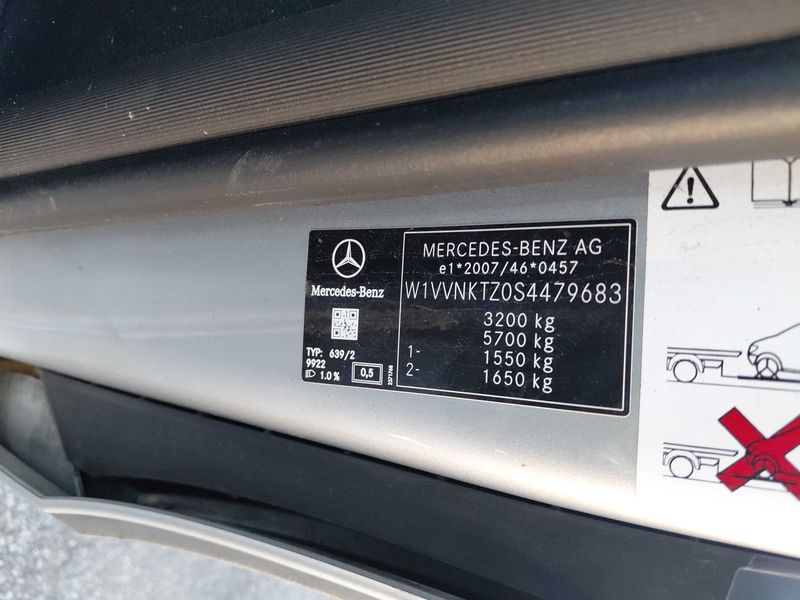 Mercedes-Benz
TYP: 639/2
9922
1.0 %
0,5
MERCEDES-BENZ AG
e1*2007/46*0457
W1VVNKTZ0S4479683
3200 kg
5700 kg
1- 1550 kg
2- 1650 kg